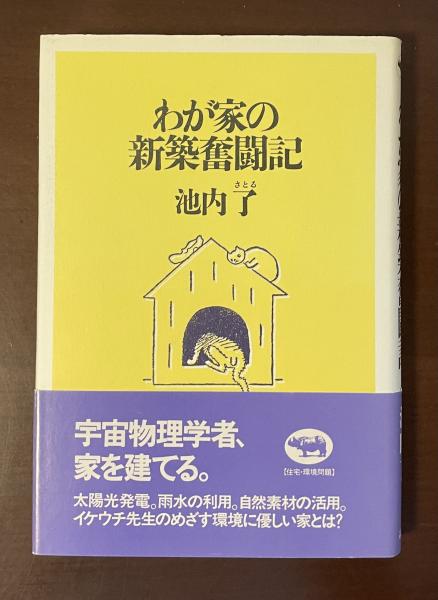 わが家の
新築奮闘記
さとる
池内了
宇宙物理学者、
家を建てる。
【住宅・環境問題】
太陽光発電。雨水の利用。自然素材の活用。
イケウチ先生のめざす環境に優しい家とは?